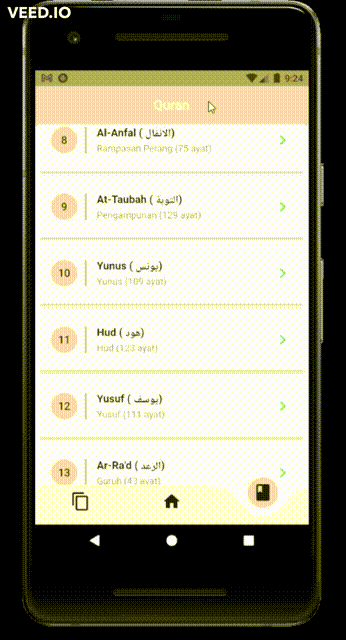 VEED.IO
9:24
Quran
8
Al-Anfal ( الانفال)
Rampasan Perang (75 ayat)
9
At-Taubah ( التوبة)
Pengampunan (129 ayat)
10
Yunus ( يونس)
Yunus (109 ayat)
11
Hud ( هود)
Hud (123 ayat)
12
Yusuf ( يوسف)
Yusuf (111 ayat)
13
Ar-Ra'd ( الرعد)
Guruh (43 ayat)